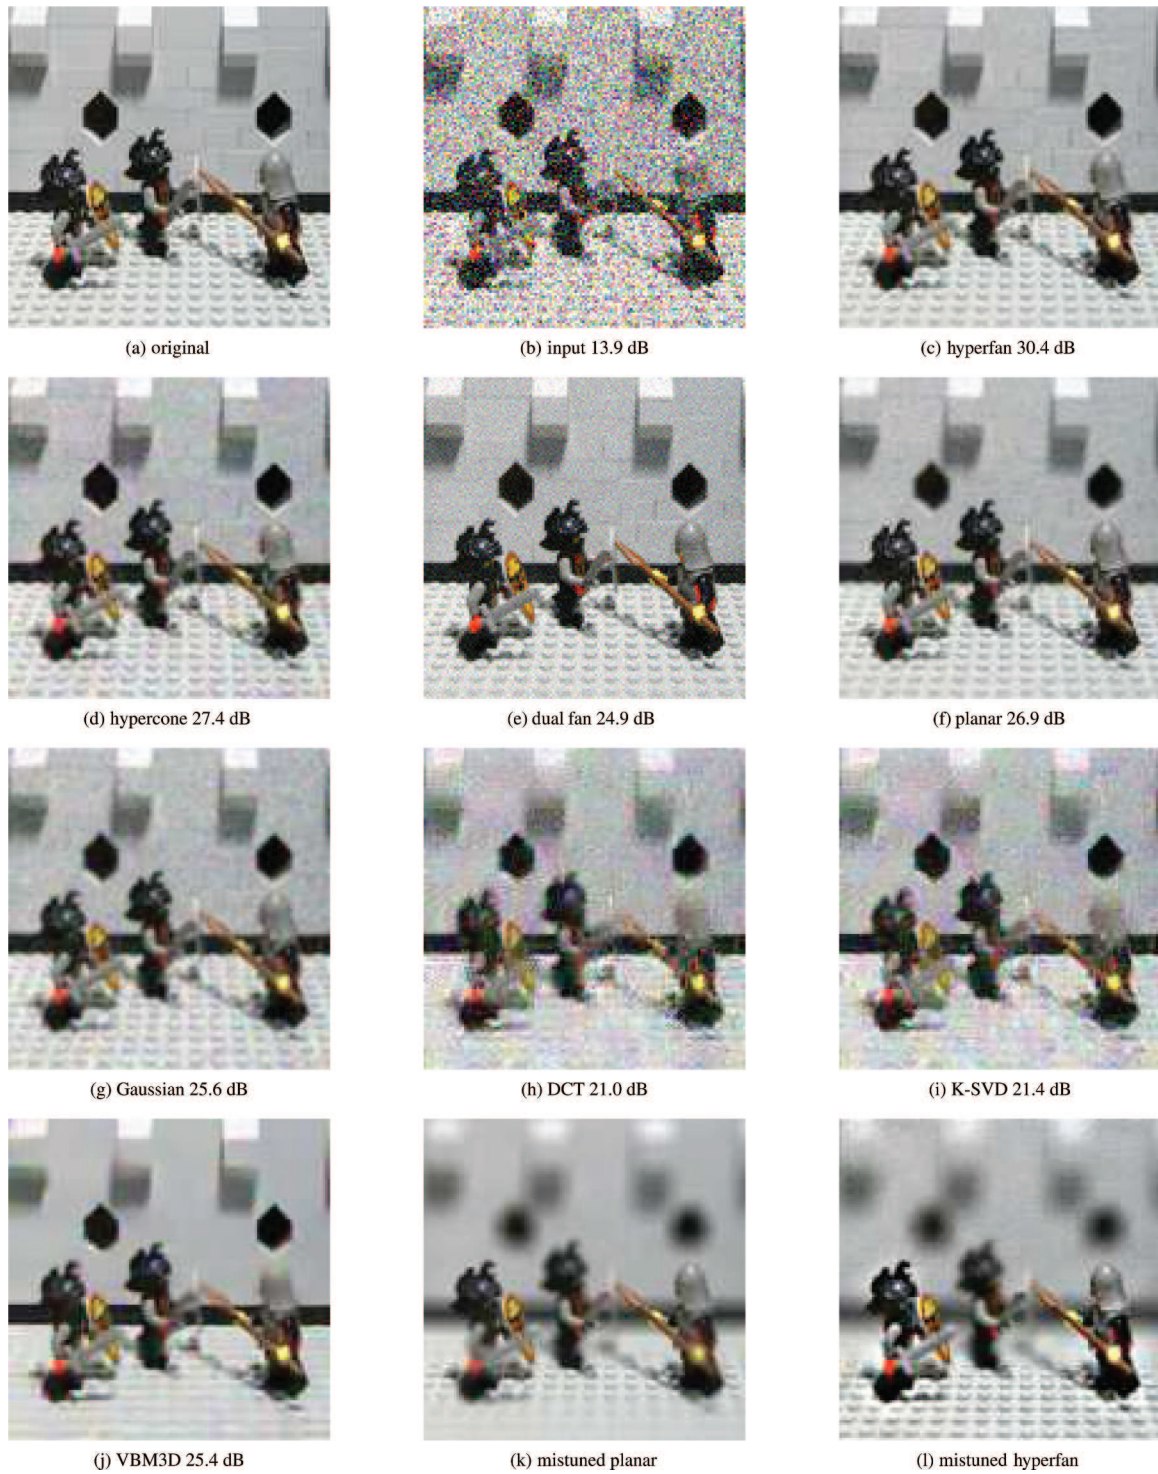 (a) original
(b) input 13.9 dB
(c) hyperfan 30.4 dB
(d) hypercone 27.4 dB
(e) dual fan 24.9 dB
(f) planar 26.9 dB
(g) Gaussian 25.6 dB
(h) DCT 21.0 dB
(i) K-SVD 21.4 dB
(j) VBM3D 25.4 dB
(k) mistuned planar
(l) mistuned hyperfan